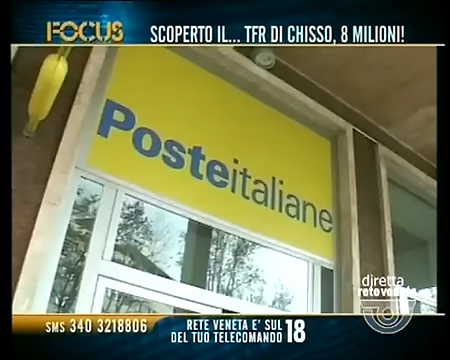 FOCUS
SCOPERTO IL... TFR DI CHISSO, 8 MILIONI!
Posteitaliane
diretta
reteveneta
SMS 340 3218806
RETE VENETA E' SUL
DEL TUO TELECOMANDO 18